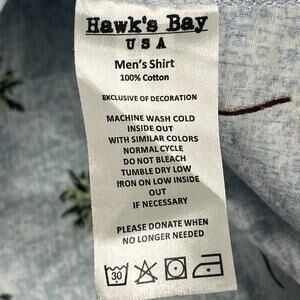 Hawk's Bay
USA
Men's Shirt
100% Cotton
EXCLUSIVE OF DECORATION
MACHINE WASH COLD
INSIDE OUT
WITH SIMILAR COLORS
NORMAL CYCLE
DO NOT BLEACH
TUMBLE DRY LOW
IRON ON LOW INSIDE
OUT
IF NECESSARY
PLEASE DONATE WHEN
NO LONGER NEEDED
30